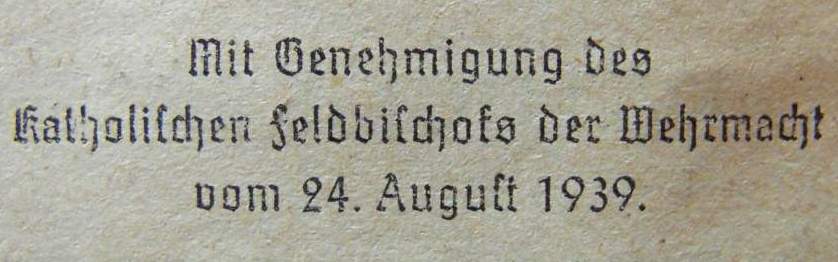 Mit Genehmigung des
Katholiſchen Feldbiſchofs der Wehrmacht
vom 24. Auguſt 1939.